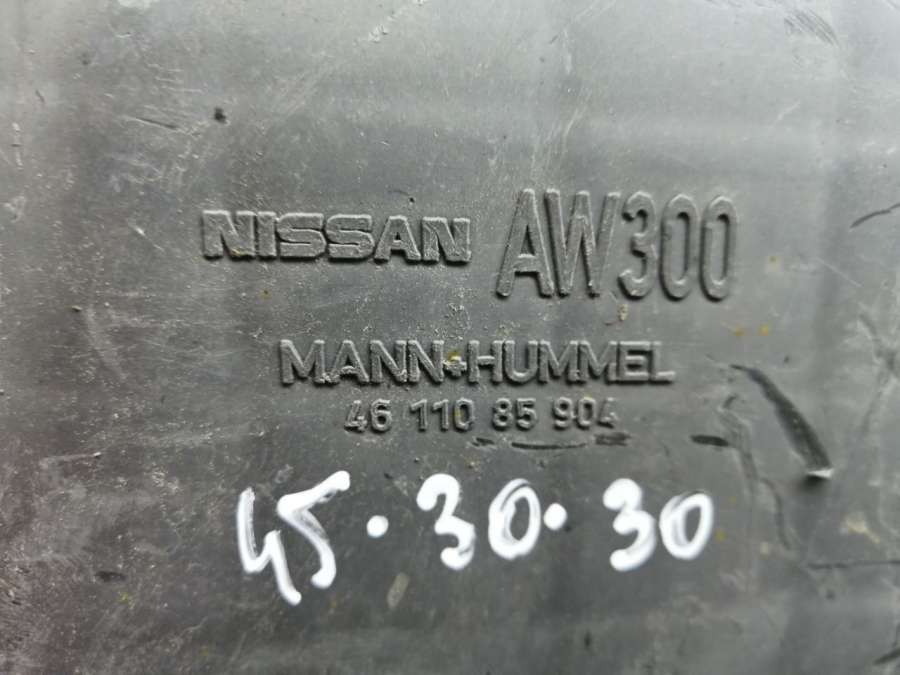 NISSAN AW300
MANN+HUMMEL
46 110 85 904
45.30.30